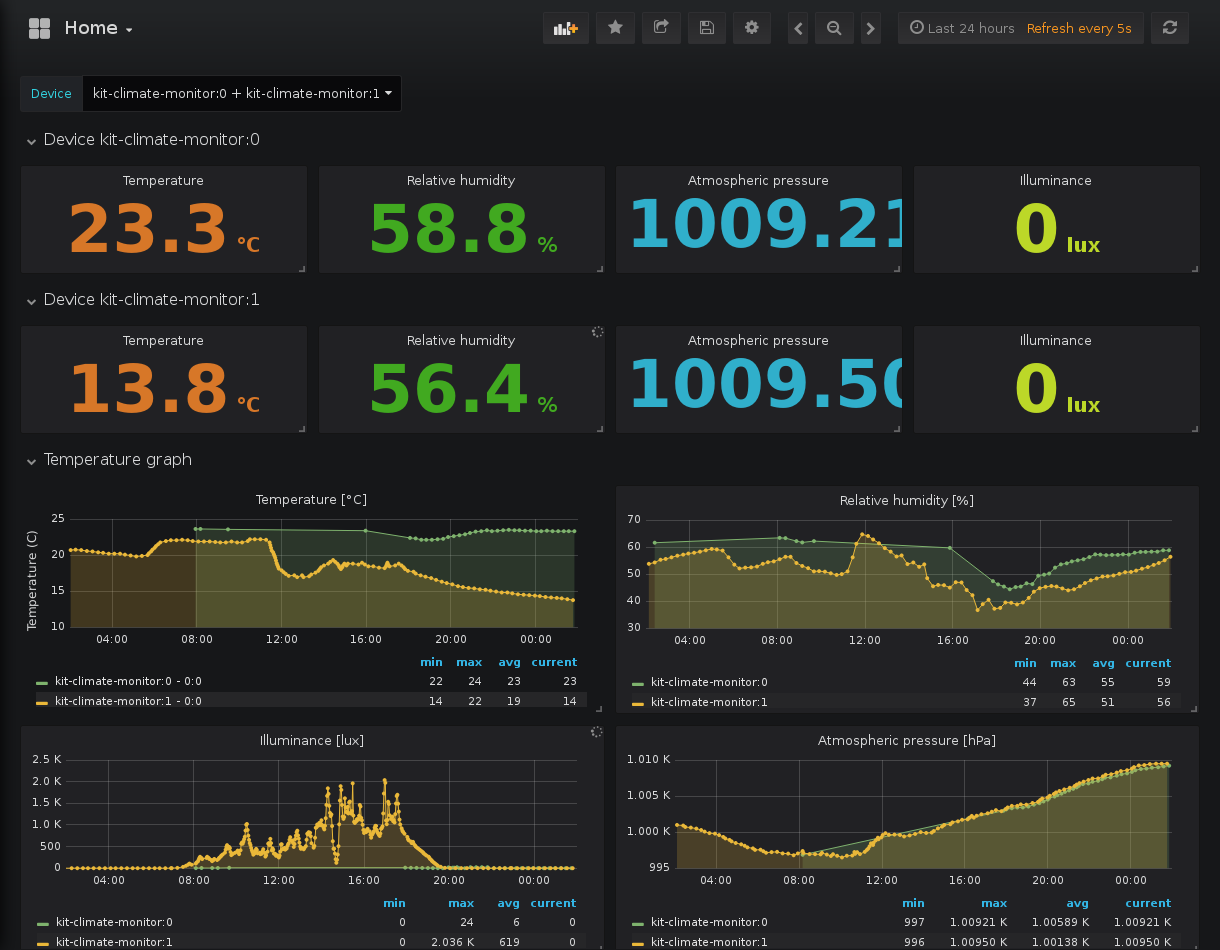 Home
Last 24 hours Refresh every 5s
Device kit-climate-monitor:0 + kit-climate-monitor:1
Device kit-climate-monitor:0
Temperature Relative humidity Atmospheric pressure Illuminance
23.3 °C 58.8 % 1009.21 0 lux
Device kit-climate-monitor:1
Temperature Relative humidity Atmospheric pressure Illuminance
13.8 °C 56.4 % 1009.50 0 lux
Temperature graph
Temperature [°C]
Temperature (C)
25
20
15
10
04:00 08:00 12:00 16:00 20:00 00:00
min max avg current
kit-climate-monitor:0 - 0:0 22 24 23 23
kit-climate-monitor:1 - 0:0 14 22 19 14
Relative humidity [%]
70
60
50
40
30
04:00 08:00 12:00 16:00 20:00 00:00
min max avg current
kit-climate-monitor:0 44 63 55 59
kit-climate-monitor:1 37 65 51 56
Illuminance [lux]
2.5 K
2.0 K
1.5 K
1.0 K
500
0
04:00 08:00 12:00 16:00 20:00 00:00
min max avg current
kit-climate-monitor:0 0 24 6 0
kit-climate-monitor:1 0 2.036 K 619 0
Atmospheric pressure [hPa]
1.010 K
1.005 K
1.000 K
995
04:00 08:00 12:00 16:00 20:00 00:00
min max avg current
kit-climate-monitor:0 997 1.00921 K 1.00589 K 1.00921 K
kit-climate-monitor:1 996 1.00950 K 1.00138 K 1.00950 K